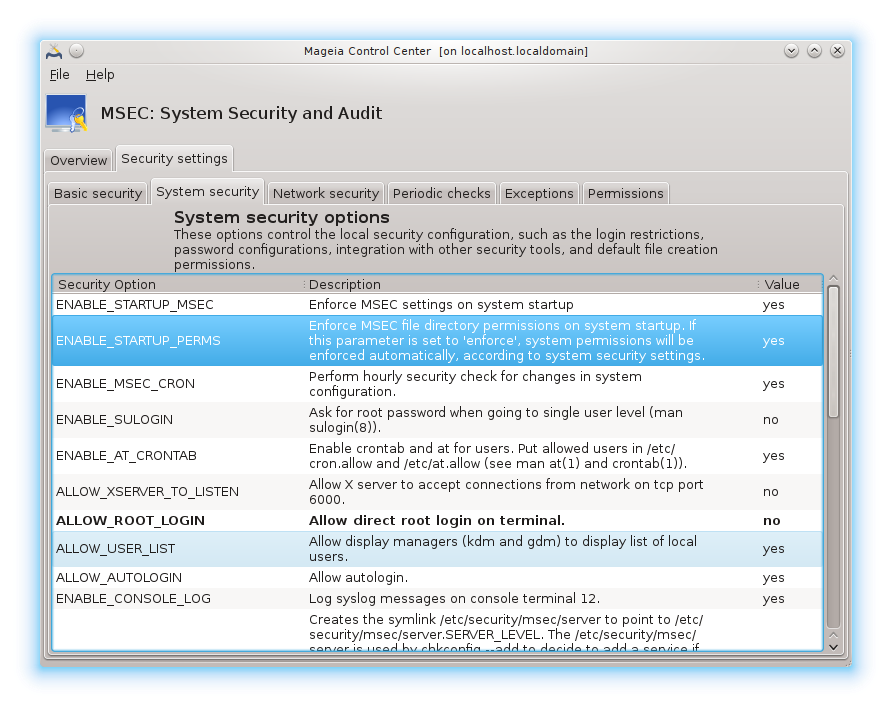 Mageia Control Center  [on localhost.localdomain]
File Help
MSEC: System Security and Audit
Overview Security settings
Basic security System security Network security Periodic checks Exceptions Permissions
System security options
These options control the local security configuration, such as the login restrictions,
password configurations, integration with other security tools, and default file creation
permissions.
Security Option Description Value
ENABLE_STARTUP_MSEC Enforce MSEC settings on system startup yes
Enforce MSEC file directory permissions on system startup. If
ENABLE_STARTUP_PERMS this parameter is set to 'enforce', system permissions will be yes
enforced automatically, according to system security settings.
ENABLE_MSEC_CRON Perform hourly security check for changes in system yes
configuration.
ENABLE_SULOGIN Ask for root password when going to single user level (man no
sulogin(8)).
ENABLE_AT_CRONTAB Enable crontab and at for users. Put allowed users in /etc/ yes
cron.allow and /etc/at.allow (see man at(1) and crontab(1)).
ALLOW_XSERVER_TO_LISTEN Allow X server to accept connections from network on tcp port no
6000.
ALLOW_ROOT_LOGIN Allow direct root login on terminal. no
ALLOW_USER_LIST Allow display managers (kdm and gdm) to display list of local yes
users.
ALLOW_AUTOLOGIN Allow autologin. yes
ENABLE_CONSOLE_LOG Log syslog messages on console terminal 12. yes
Creates the symlink /etc/security/msec/server to point to /etc/
security/msec/server.SERVER_LEVEL. The /etc/security/msec/
server is used by chkconfig --add to decide to add a service if